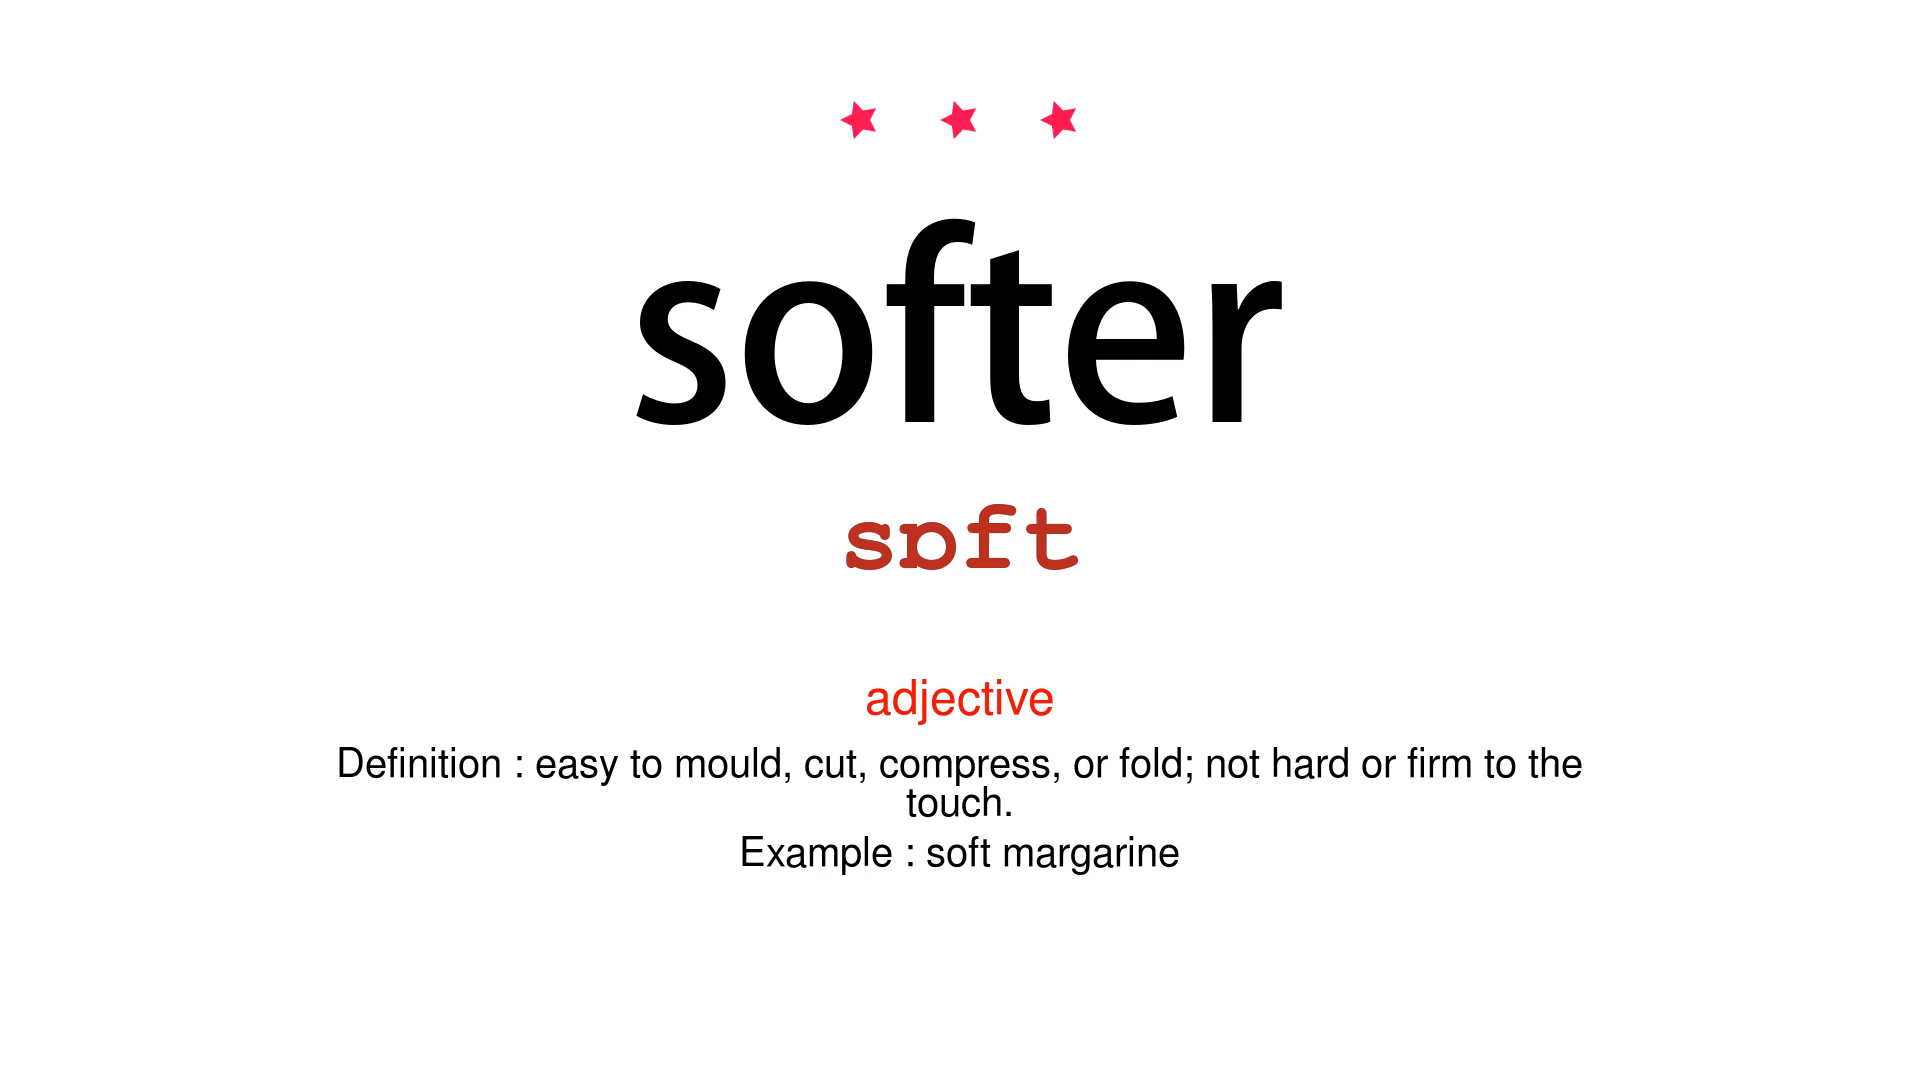 softer
sɒft
adjective
Definition : easy to mould, cut, compress, or fold; not hard or firm to the
touch.
Example : soft margarine